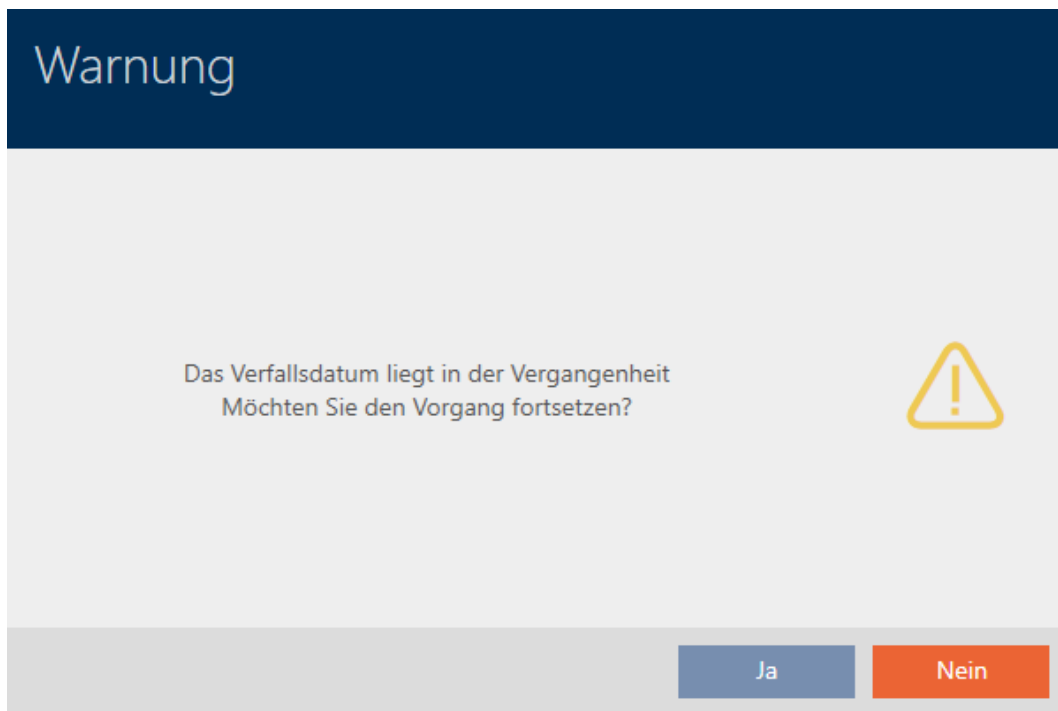 Warnung
Das Verfallsdatum liegt in der Vergangenheit
Möchten Sie den Vorgang fortsetzen?
Ja
Nein